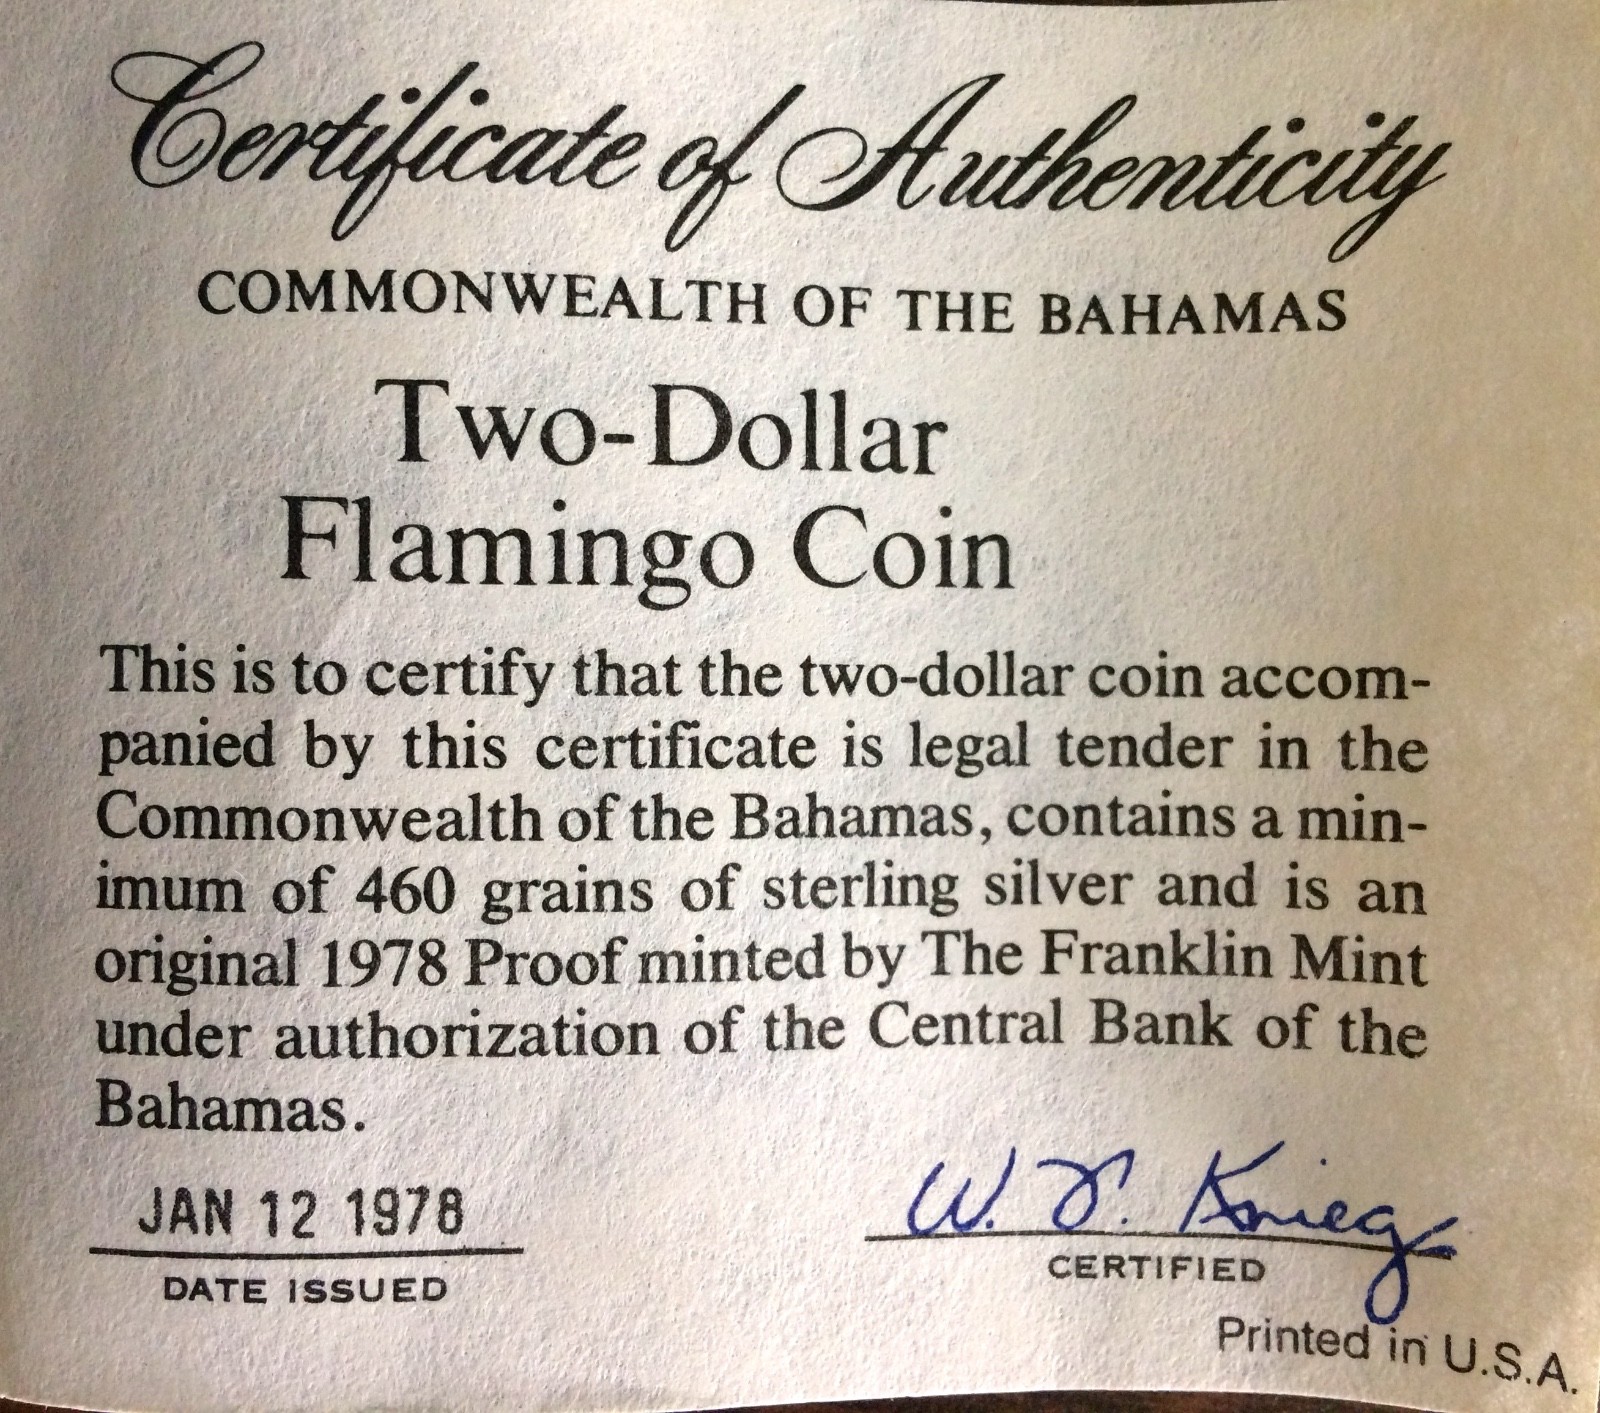 Certificate of Authenticity
COMMONWEALTH OF THE BAHAMAS
Two-Dollar
Flamingo Coin
This is to certify that the two-dollar coin accom-
panied by this certificate is legal tender in the
Commonwealth of the Bahamas, contains a min-
imum of 460 grains of sterling silver and is an
original 1978 Proof minted by The Franklin Mint
under authorization of the Central Bank of the
Bahamas.
JAN 12 1978
DATE ISSUED
W. Krieg
CERTIFIED
Printed in U.S.A.